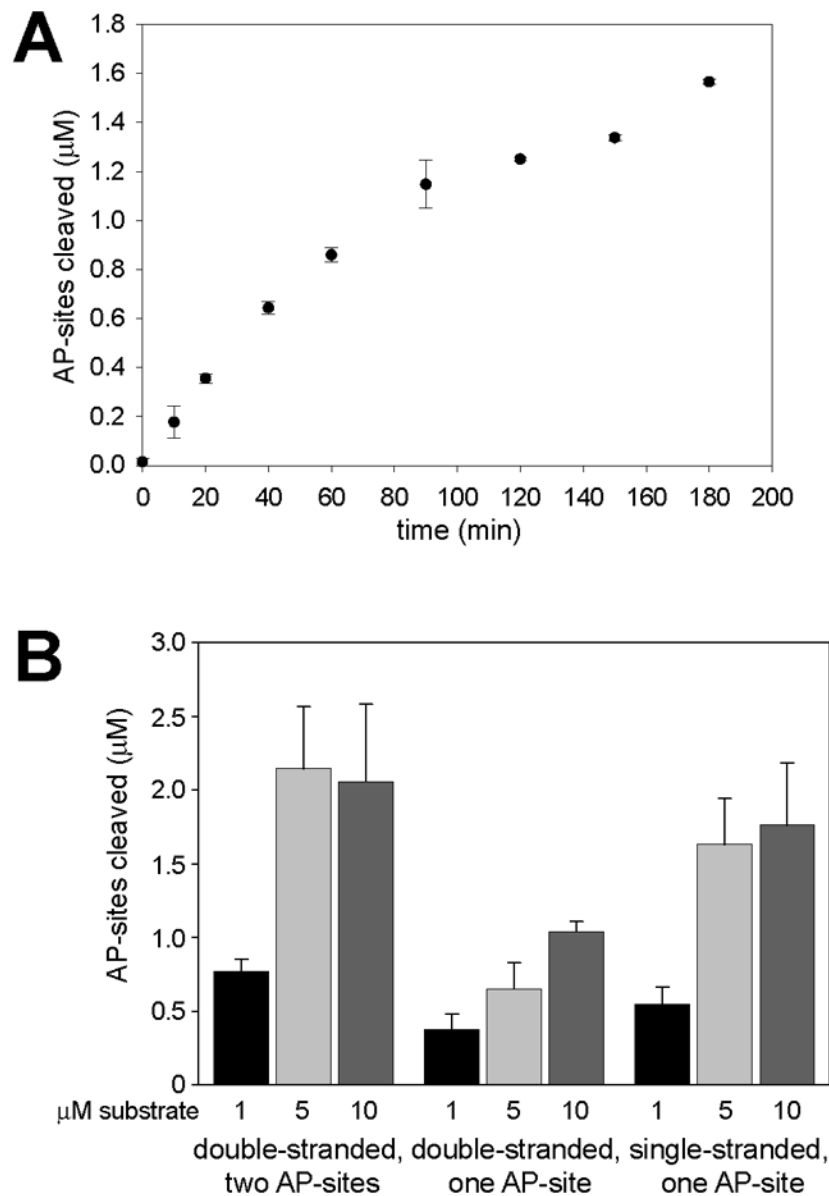 A
AP-sites cleaved (μM)
1.8
1.6
1.4
1.2
1.0
0.8
0.6
0.4
0.2
0.0
0 20 40 60 80 100 120 140 160 180 200
time (min)
B
AP-sites cleaved (μM)
3.0
2.5
2.0
1.5
1.0
0.5
0
μM substrate 1 5 10 1 5 10 1 5 10
double-stranded, double-stranded, single-stranded,
two AP-sites one AP-site one AP-site